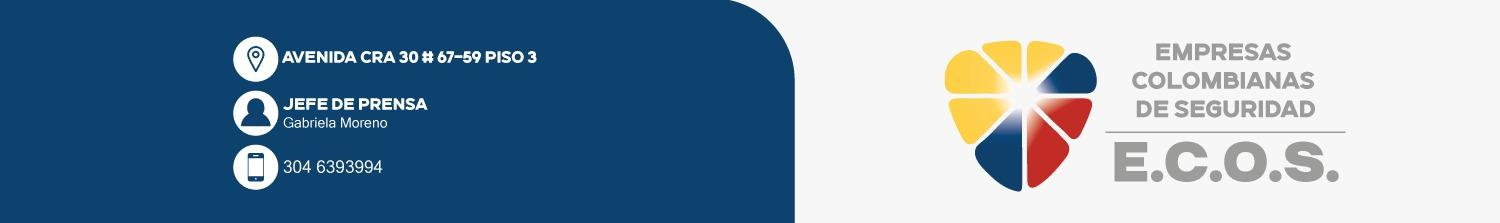 AVENIDA CRA 30 # 67-59 PISO 3
JEFE DE PRENSA
Gabriela Moreno
304 6393994
EMPRESAS
COLOMBIANAS
DE SEGURIDAD
E.C.O.S.